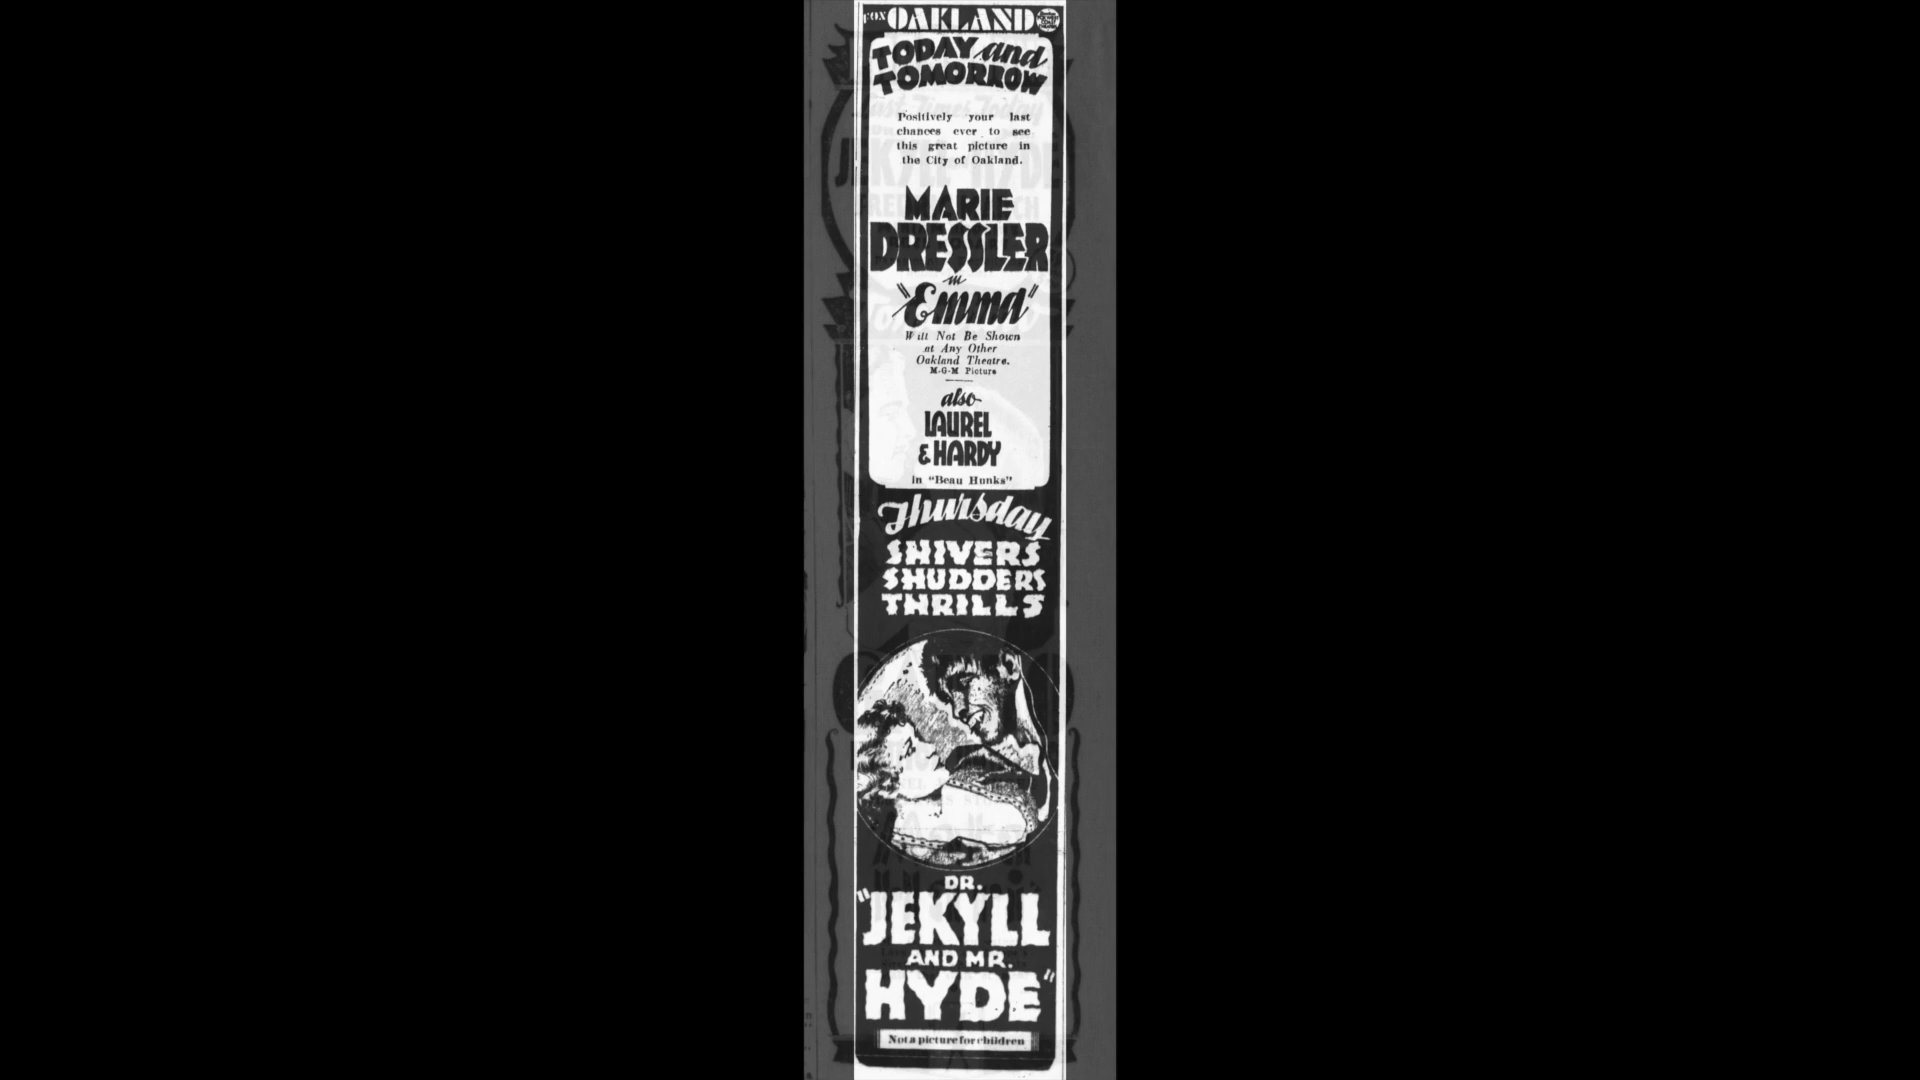 FOX OAKLAND
TODAY and
TOMORROW
Positively your last
chances ever to see
this great picture in
the City of Oakland.
MARIE
DRESSLER
in
"Emma"
Will Not Be Shown
at Any Other
Oakland Theatre.
M-G-M Picture
also
LAUREL
& HARDY
in "Beau Hunks"
Thursday
SHIVERS
SHUDDERS
THRILLS
DR.
"JEKYLL
AND MR.
HYDE"
Not a picture for children